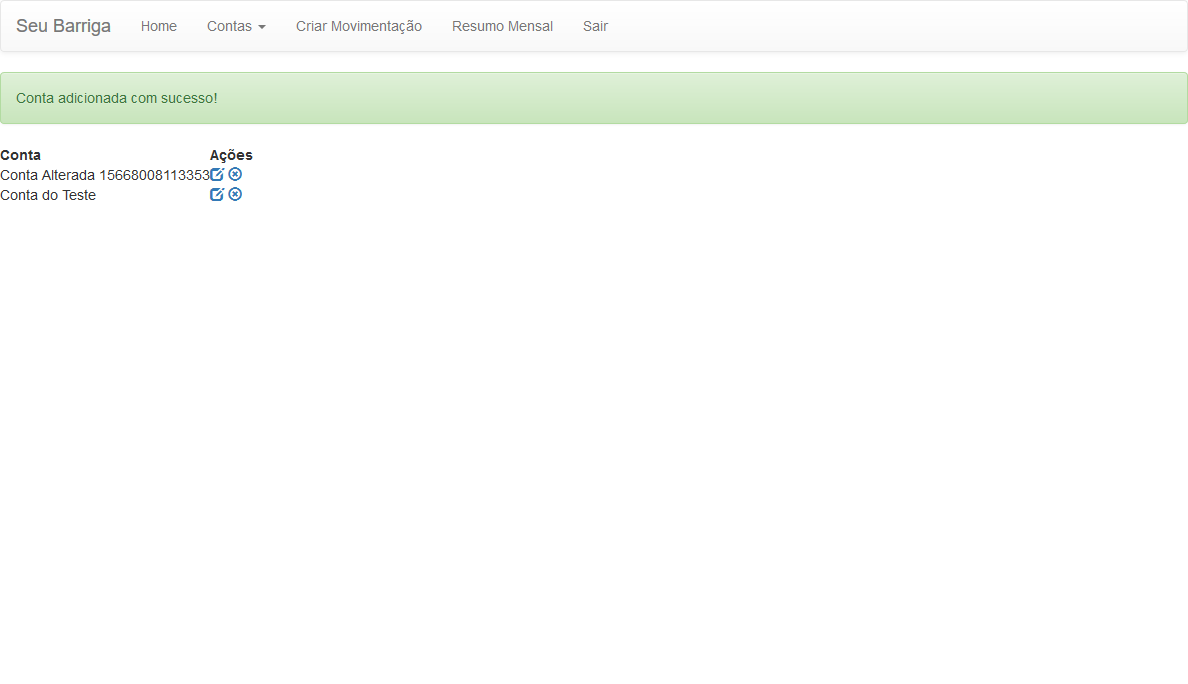 Seu Barriga Home Contas Criar Movimentação Resumo Mensal Sair
Conta adicionada com sucesso!
Conta Ações
Conta Alterada 15668008113353
Conta do Teste